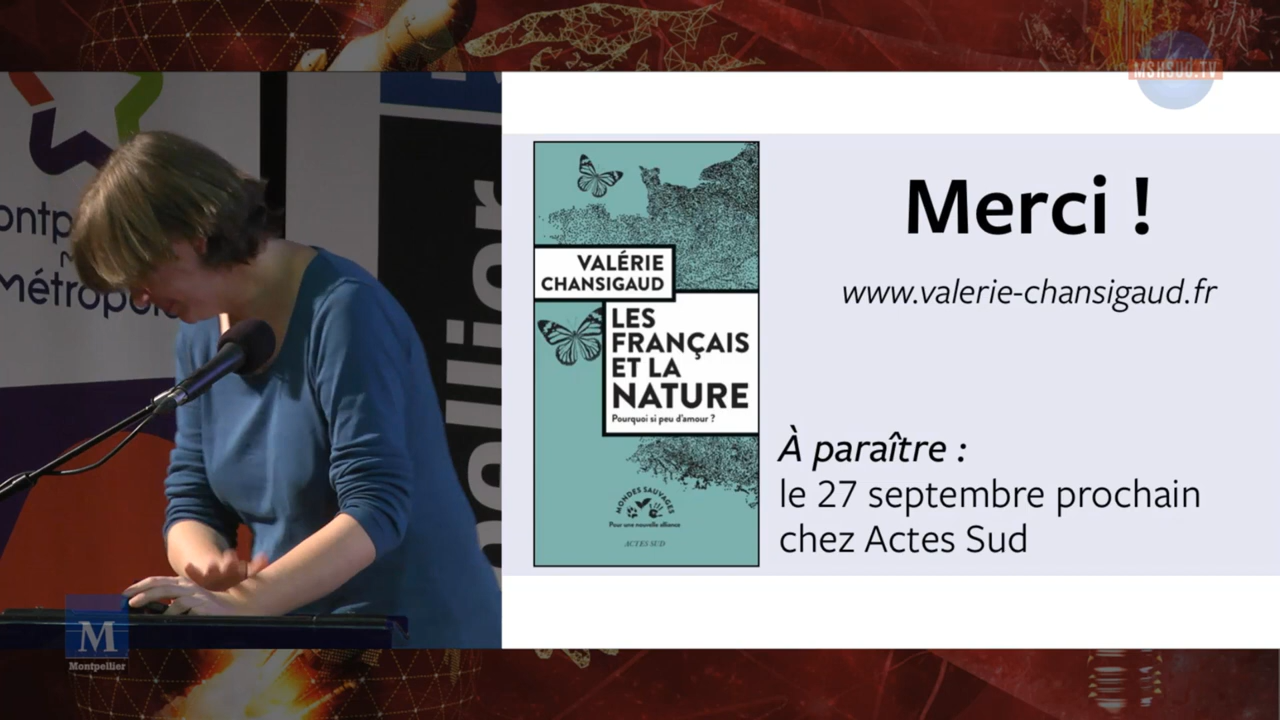 MSHSUD.TV
Métropol
VALÉRIE
CHANSIGAUD
LES
FRANÇAIS
ET LA
NATURE
Pourquoi si peu d'amour ?
MONDES SAUVAGES
Pour une nouvelle alliance
ACTES SUD
Merci !
www.valerie-chansigaud.fr
À paraître :
le 27 septembre prochain
chez Actes Sud
M
Montpellier